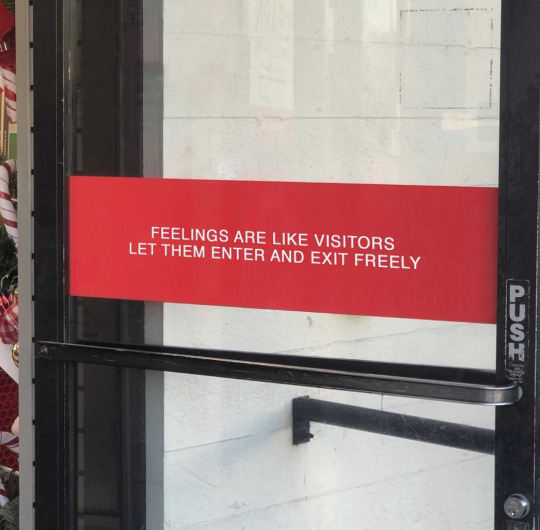 FEELINGS ARE LIKE VISITORS
LET THEM ENTER AND EXIT FREELY
PUSH